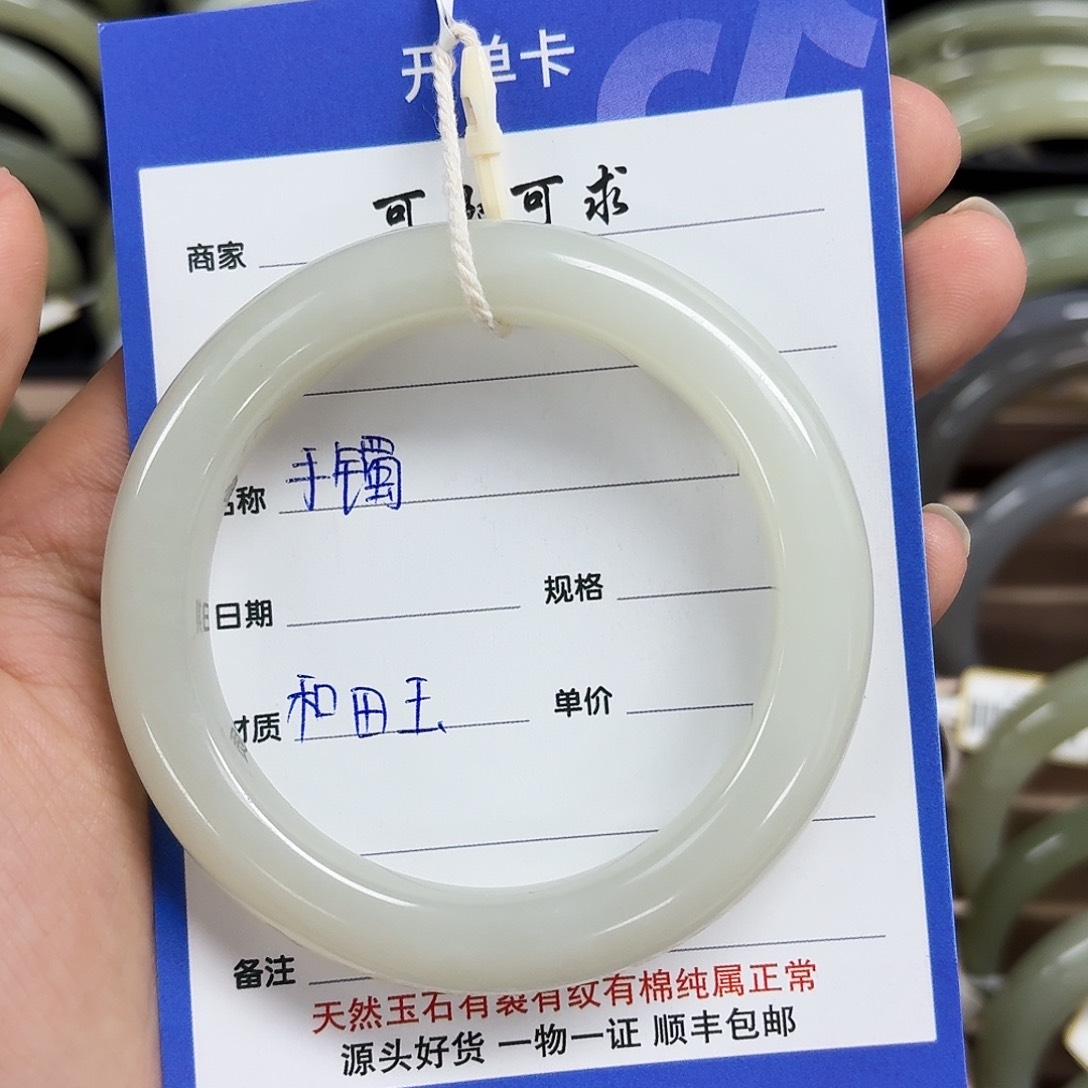 开单卡
可 可求
商家
名称 手镯
日期 规格
材质 和田玉 单价
备注
天然玉石有裂有纹有棉纯属正常
源头好货 一物一证 顺丰包邮